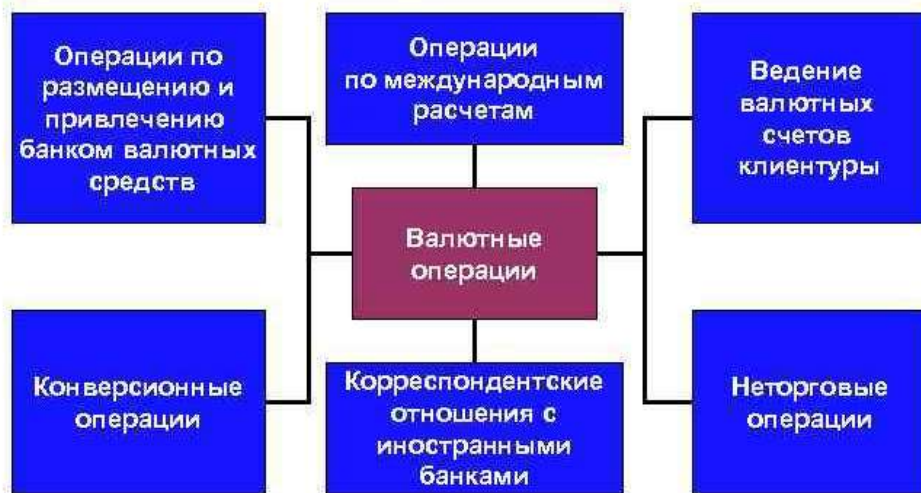 Операции по
размещению и
привлечению
банком валютных
средств
Операции
по международным
расчетам
Ведение
валютных
счетов
клиентуры
Валютные
операции
Конверсионные
операции
Корреспондентские
отношения с
иностранными
банками
Неторговые
операции